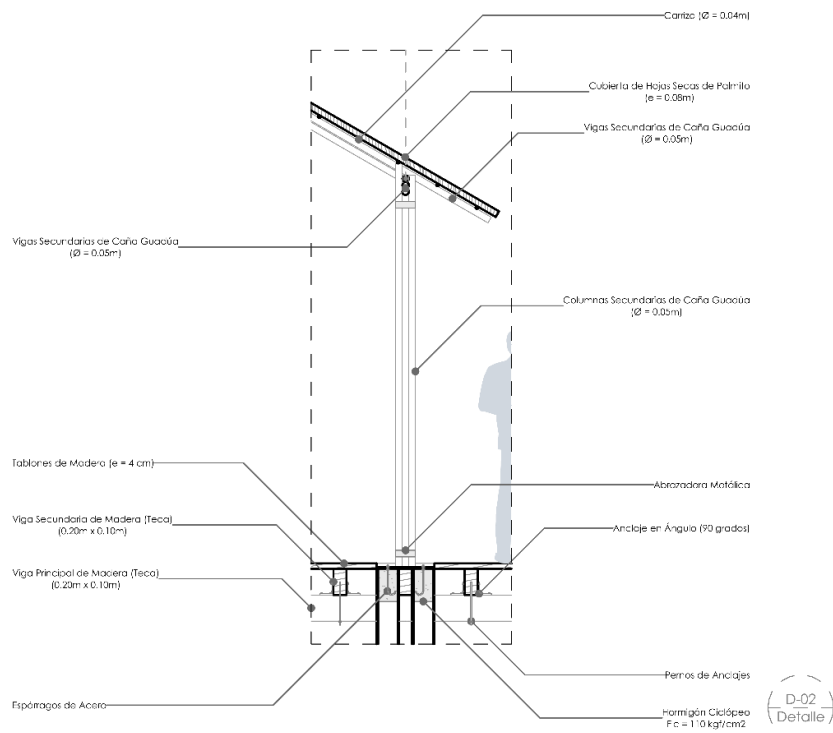 Carrizo (Ø = 0.04m)
Cubierta de Hojas Secas de Palmito
(e = 0.08m)
Vigas Secundarias de Caña Guadúa
(Ø = 0.05m)
Vigas Secundarias de Caña Guadúa
(Ø = 0.05m)
Columnas Secundarias de Caña Guadúa
(Ø = 0.05m)
Tablones de Madera (e = 4 cm)
Abrazadora Metálica
Viga Secundaria de Madera (Teca)
(0.20m x 0.10m)
Anclaje en Ángulo (90 grados)
Viga Principal de Madera (Teca)
(0.20m x 0.10m)
Pernos de Anclajes
Espárragos de Acero
Hormigón Ciclópeo
F'c = 110 kgf/cm2
D-02
Detalle